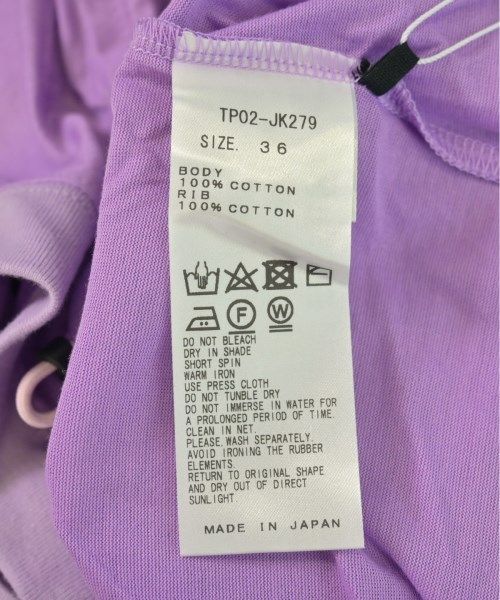 TP02-JK279
SIZE. 36
BODY
100% COTTON
RIB
100% COTTON
F W
DO NOT BLEACH
DRY IN SHADE
SHORT SPIN
WARM IRON
USE PRESS CLOTH
DO NOT TUNBLE DRY
DO NOT IMMERSE IN WATER FOR
A PROLONGED PERIOD OF TIME.
CLEAN IN NET.
PLEASE.WASH SEPARATELY.
AVOID IRONING THE RUBBER
ELEMENTS.
RETURN TO ORIGINAL SHAPE
AND DRY OUT OF DIRECT
SUNLIGHT.
MADE IN JAPAN